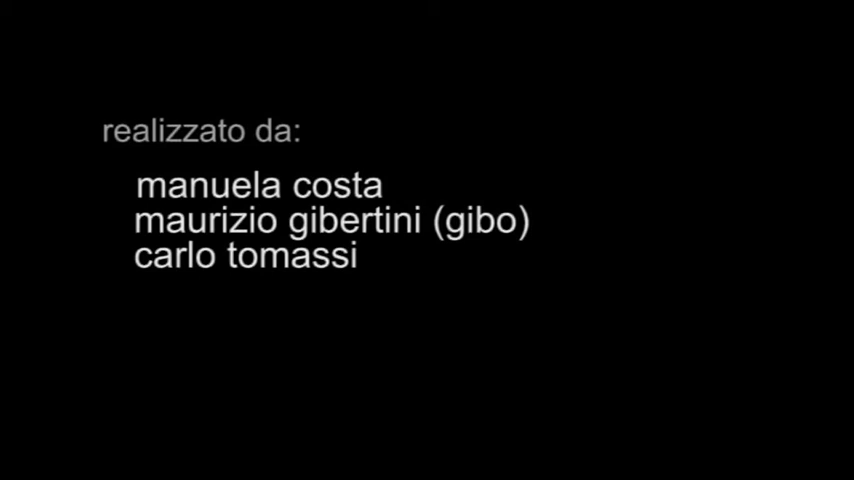 realizzato da:
manuela costa
maurizio gibertini (gibo)
carlo tomassi